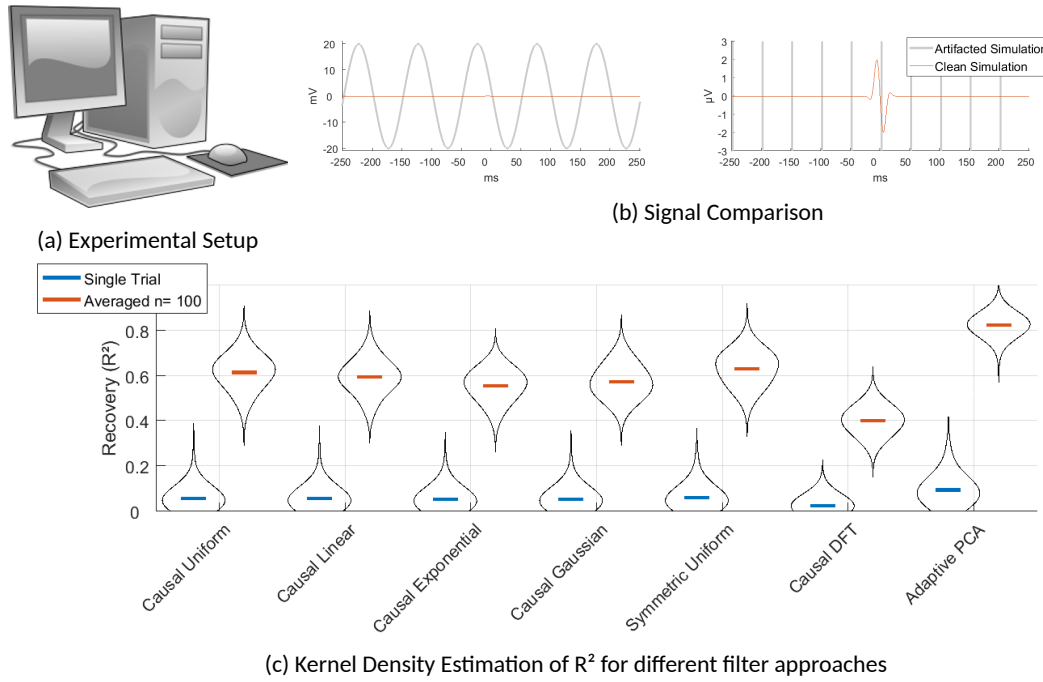 20
10
0
-10
-20
mV
-250 -200 -150 -100 -50 0 50 100 150 200 250
ms
3
2
1
0
-1
-2
-3
µV
-250 -200 -150 -100 -50 0 50 100 150 200 250
ms
Artifacted Simulation
Clean Simulation
(b) Signal Comparison
(a) Experimental Setup
Single Trial
Averaged n= 100
0.8
0.6
0.4
0.2
0
Recovery (R²)
Causal Uniform
Causal Linear
Causal Exponential
Causal Gaussian
Symmetric Uniform
Causal DFT
Adaptive PCA
(c) Kernel Density Estimation of R² for different filter approaches